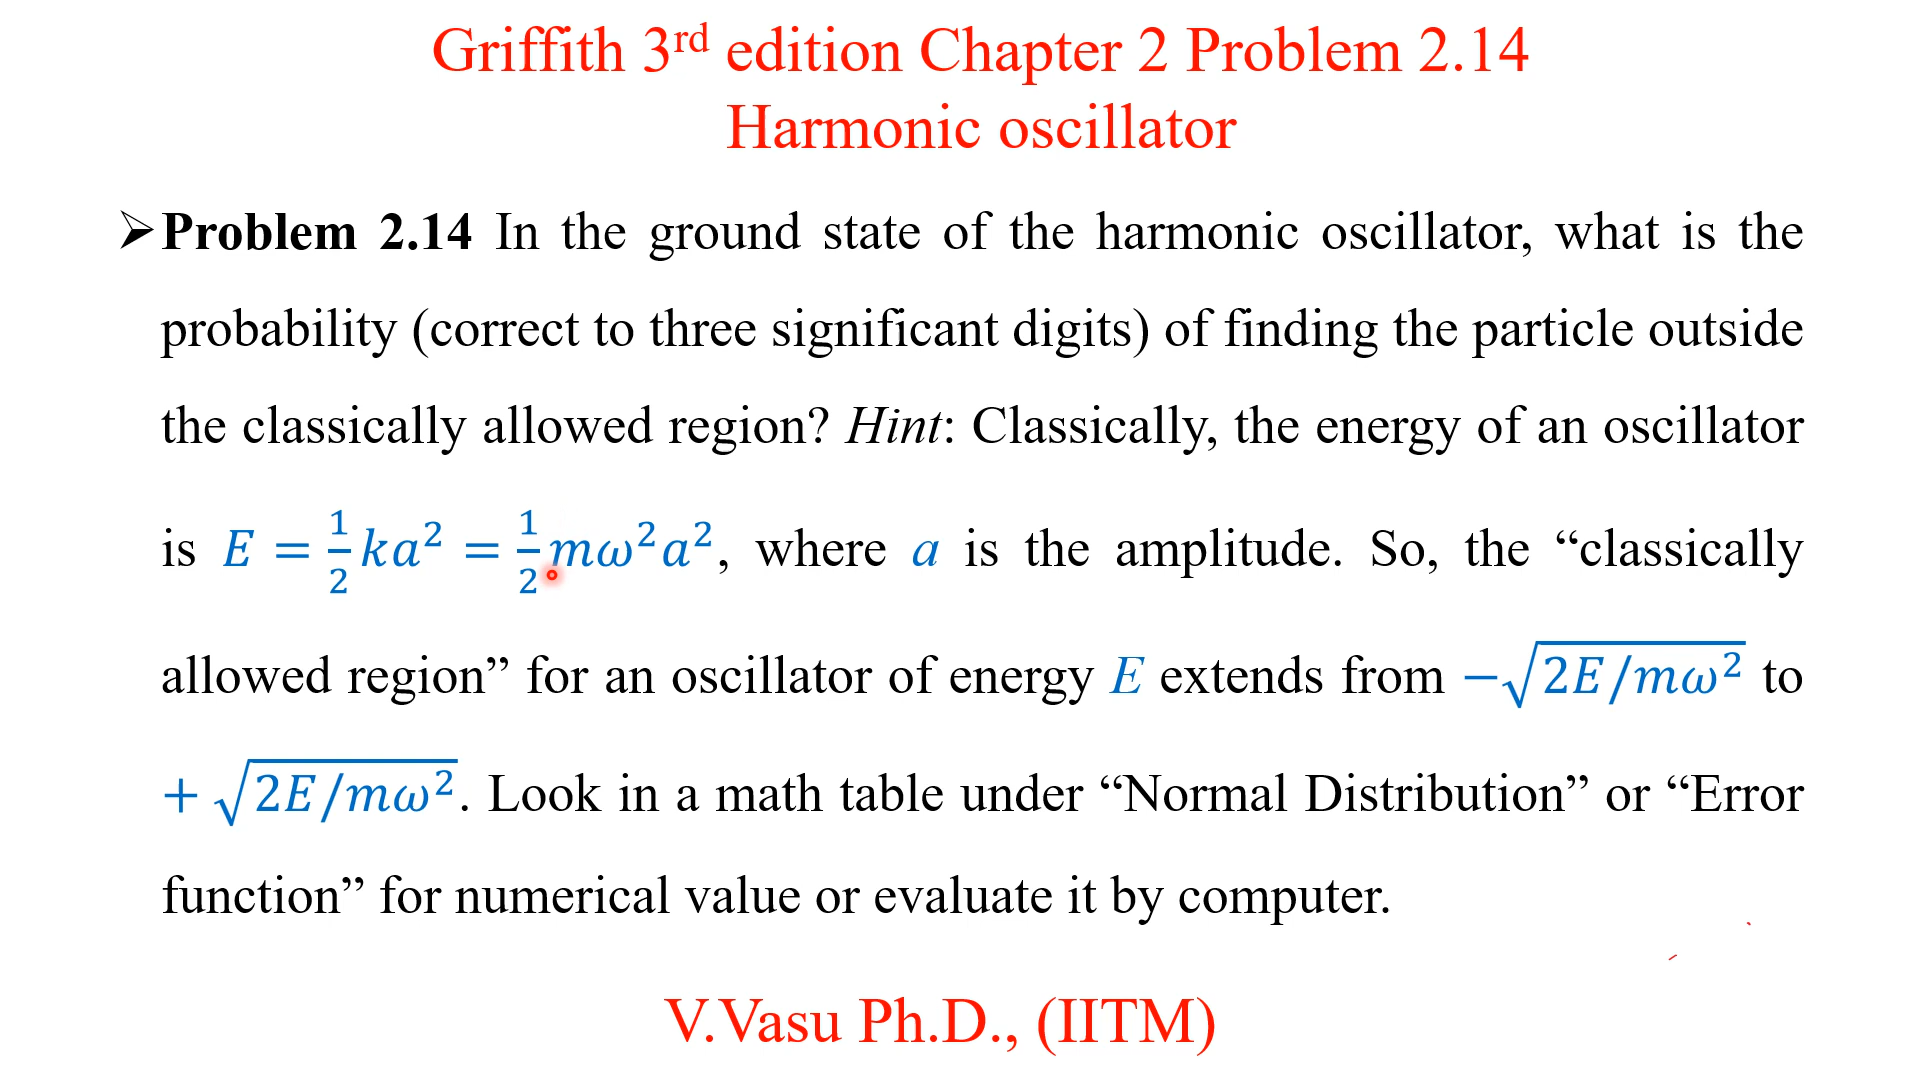 Griffith 3rd edition Chapter 2 Problem 2.14
Harmonic oscillator
➢Problem 2.14 In the ground state of the harmonic oscillator, what is the
probability (correct to three significant digits) of finding the particle outside
the classically allowed region? Hint: Classically, the energy of an oscillator
is E = 1/2 ka² = 1/2 mω²a², where a is the amplitude. So, the “classically
allowed region” for an oscillator of energy E extends from −√(2E/mω²) to
+ √(2E/mω²). Look in a math table under “Normal Distribution” or “Error
function” for numerical value or evaluate it by computer.
V.Vasu Ph.D., (IITM)